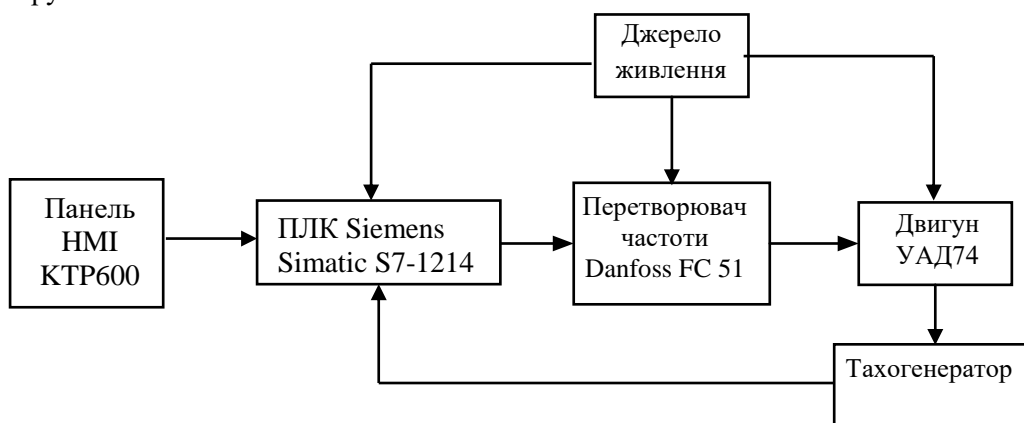 Джерело
живлення
Панель
HMI
KTP600
ПЛК Siemens
Simatic S7-1214
Перетворювач
частоти
Danfoss FC 51
Двигун
УАД74
Тахогенератор